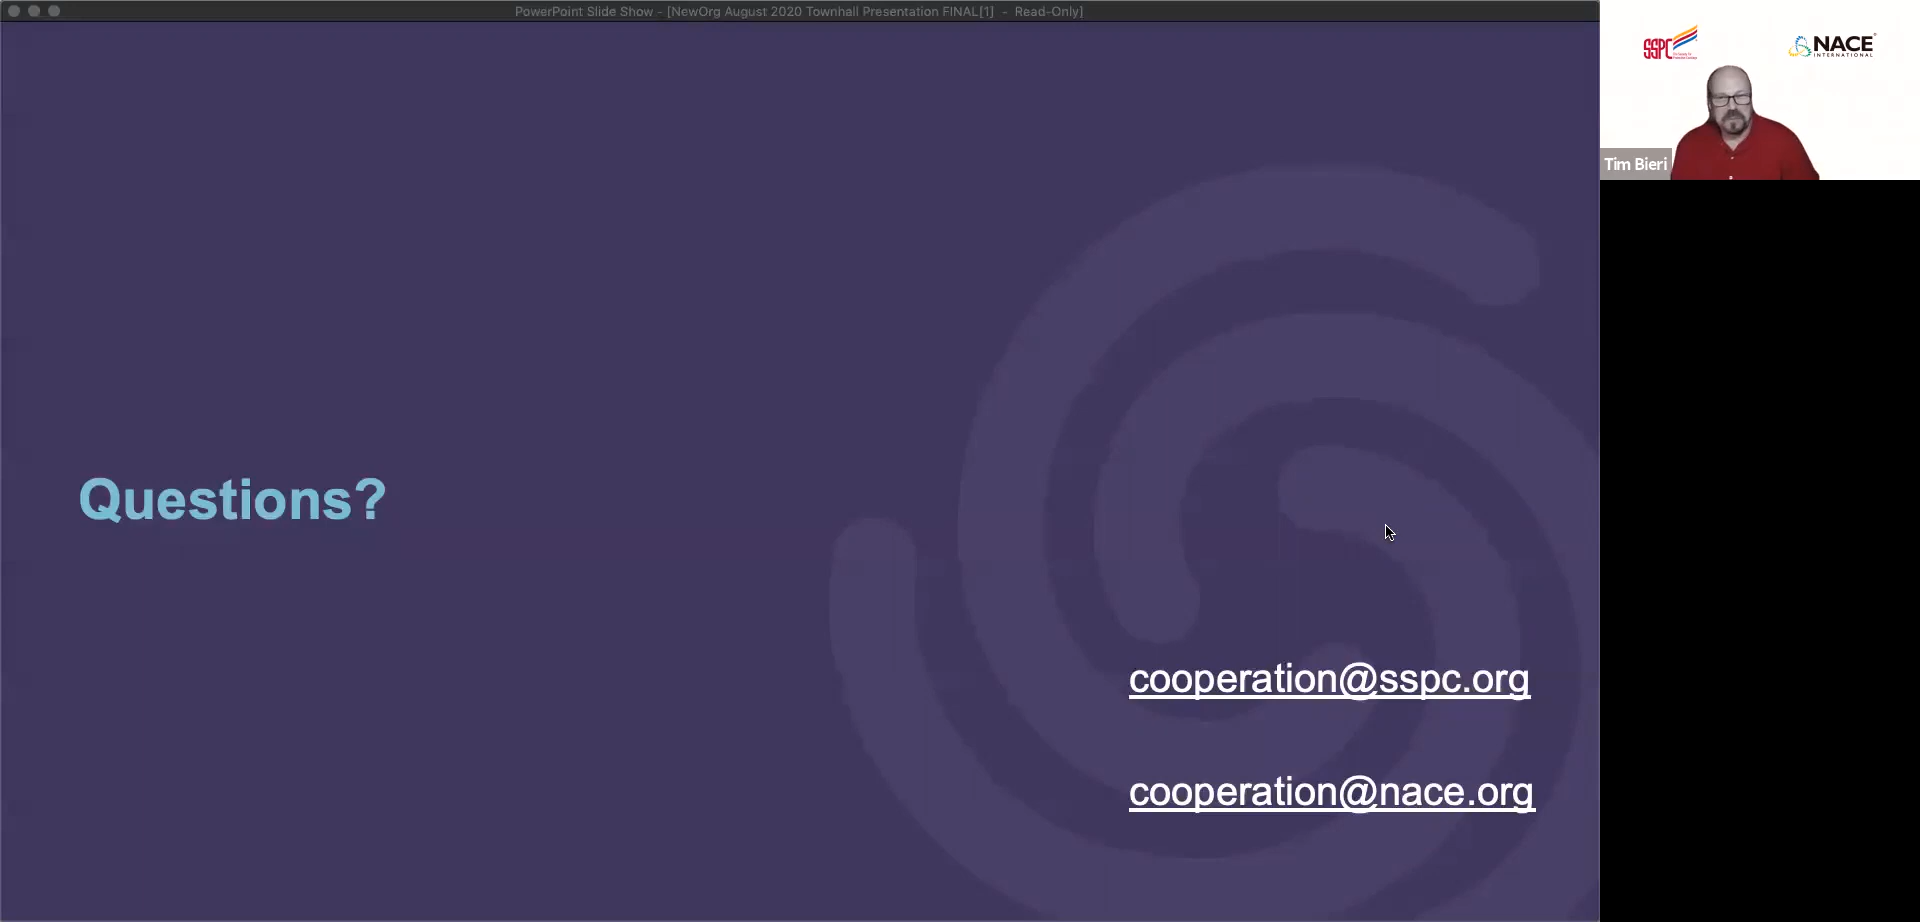 PowerPoint Slide Show - [NewOrg August 2020 Townhall Presentation FINAL[1] - Read-Only]
SSPC
NACE
INTERNATIONAL
Tim Bieri
Questions?
cooperation@sspc.org
cooperation@nace.org